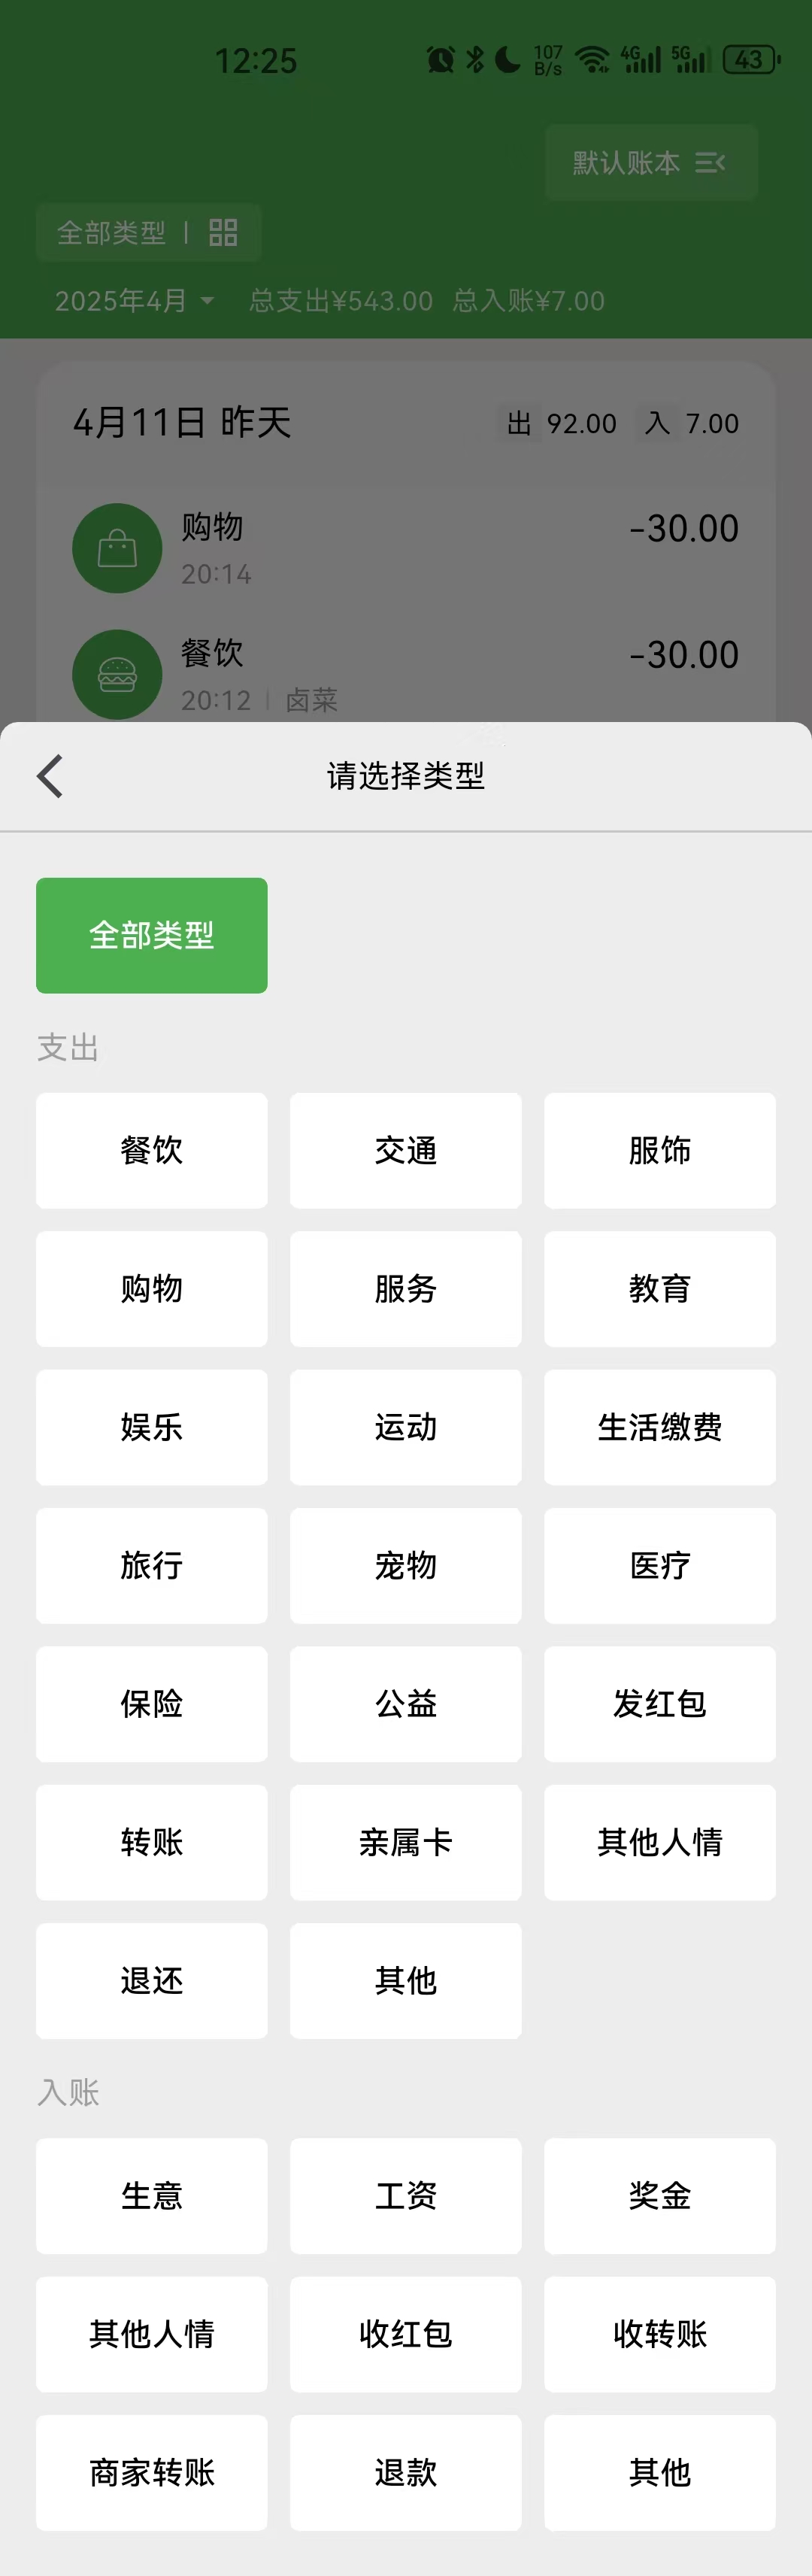 12:25 107 B/s 4G 5G 43
默认账本
全部类型
2025年4月 总支出¥543.00 总入账¥7.00
4月11日 昨天 出 92.00 入 7.00
购物 -30.00
20:14
餐饮 -30.00
20:12 卤菜
请选择类型
全部类型
支出
餐饮 交通 服饰
购物 服务 教育
娱乐 运动 生活缴费
旅行 宠物 医疗
保险 公益 发红包
转账 亲属卡 其他人情
退还 其他
入账
生意 工资 奖金
其他人情 收红包 收转账
商家转账 退款 其他